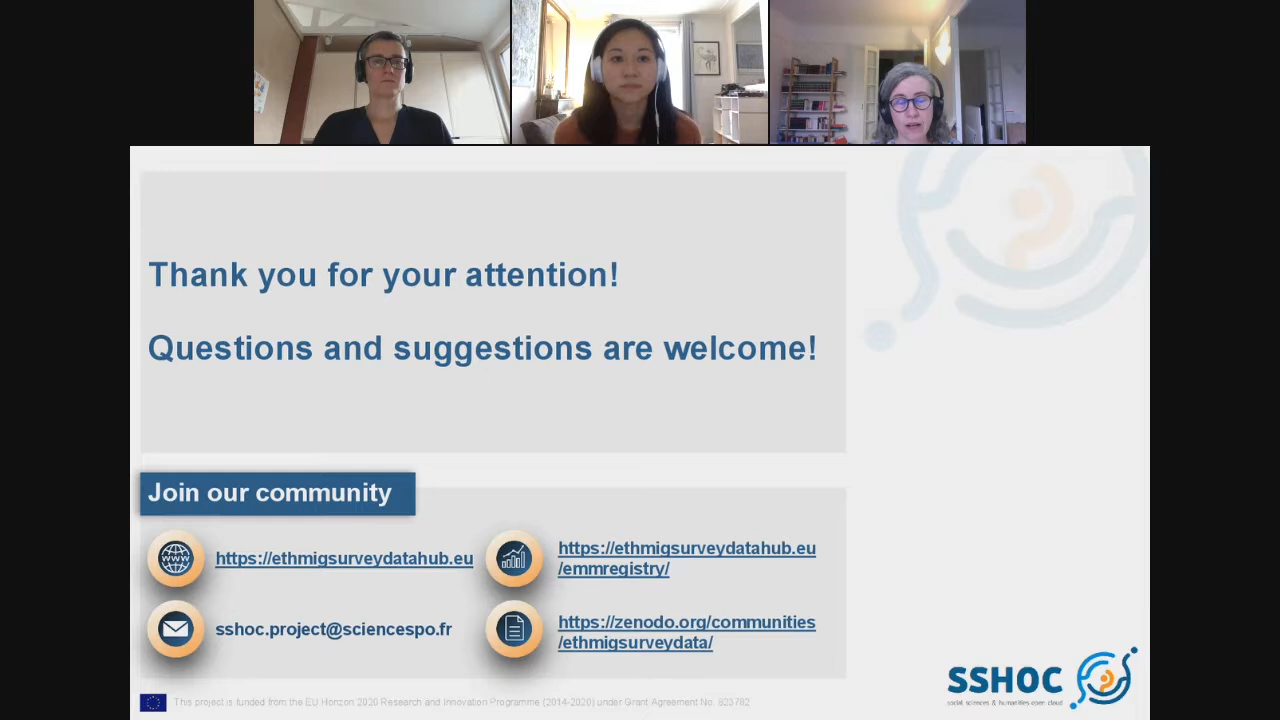 Thank you for your attention!
Questions and suggestions are welcome!
Join our community
https://ethmigsurveydatahub.eu
https://ethmigsurveydatahub.eu
/emmregistry/
sshoc.project@sciencespo.fr
https://zenodo.org/communities
/ethmigsurveydata/
SSHOC
social sciences & humanities open cloud
This project is funded from the EU Horizon 2020 Research and Innovation Programme (2014-2020) under Grant Agreement No. 823782